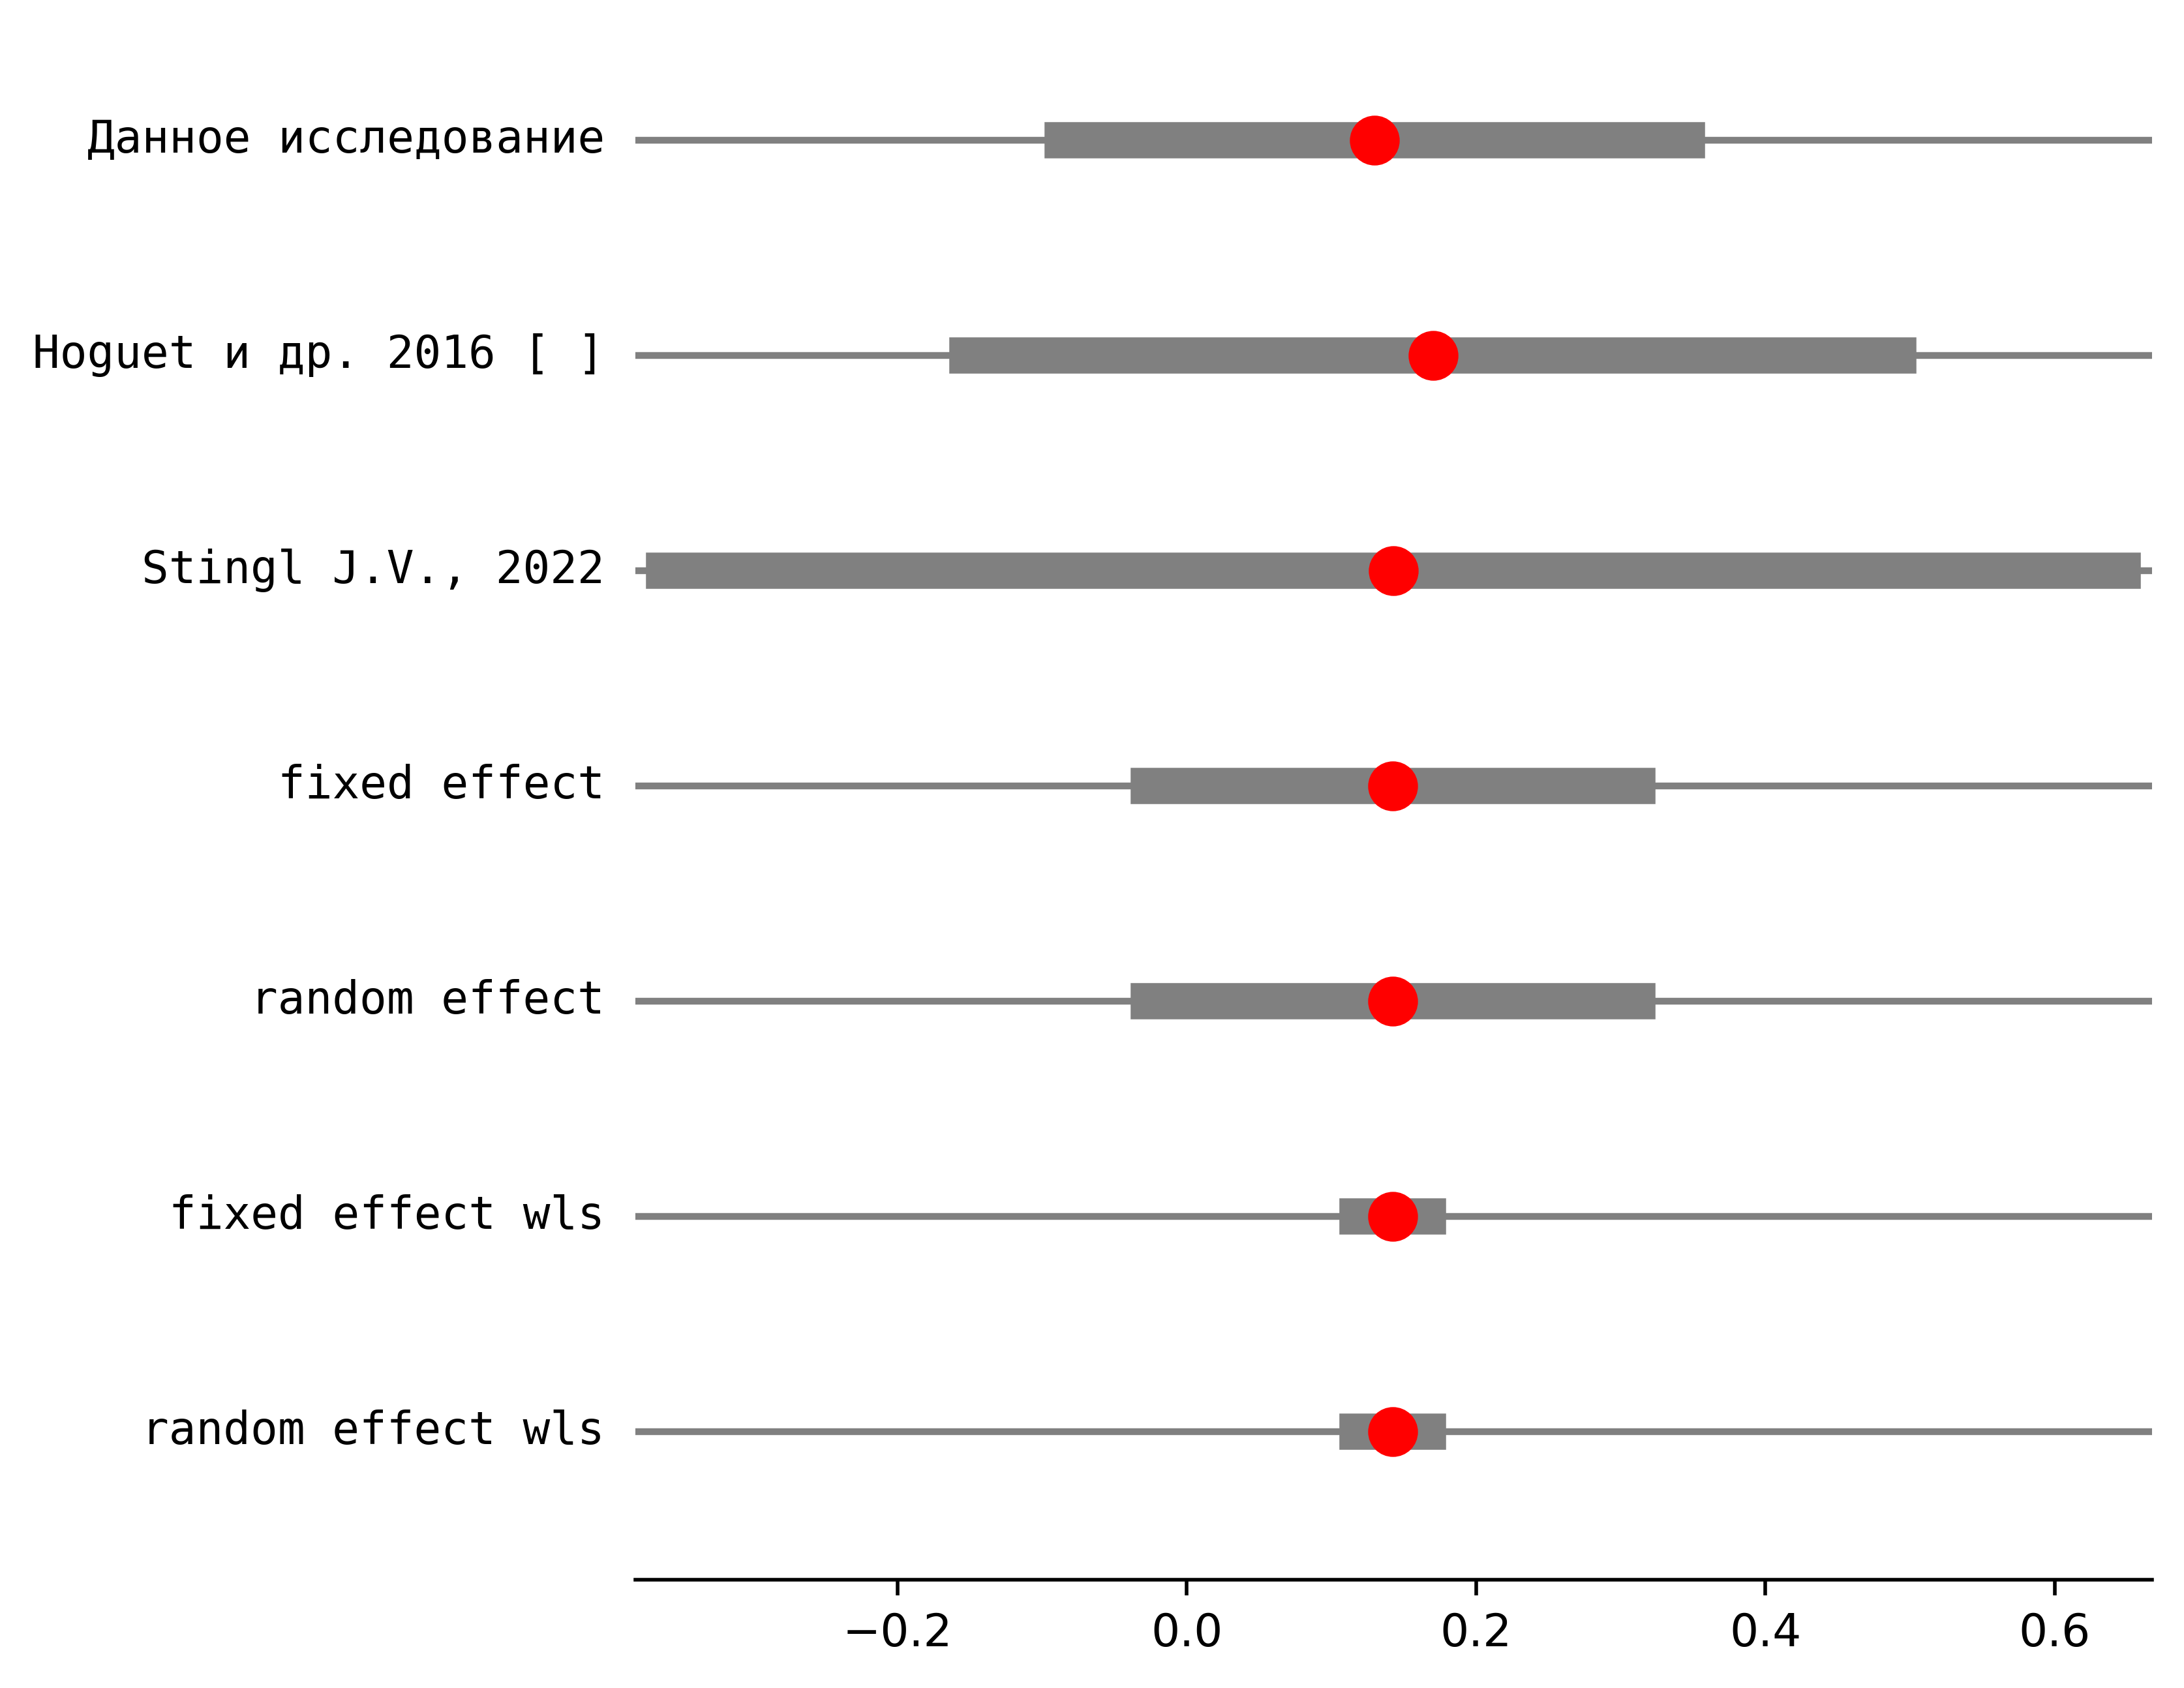 Данное исследование
Hoguet и др. 2016 [ ]
Stingl J.V., 2022
fixed effect
random effect
fixed effect wls
random effect wls
−0.2 0.0 0.2 0.4 0.6